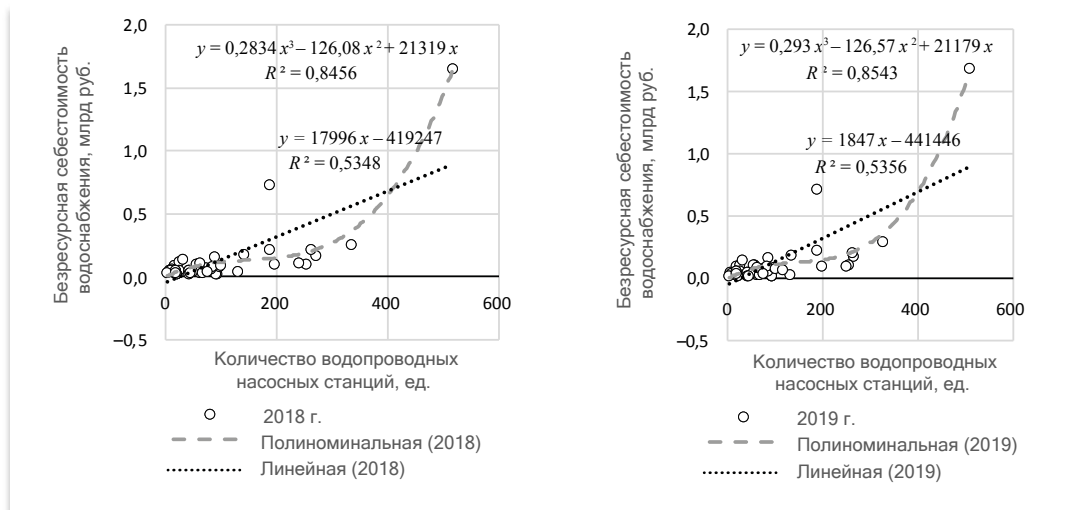 Безресурсная себестоимость
водоснабжения, млрд руб.
2,0
1,5
1,0
0,5
0,0
–0,5
0
200
400
600
y = 0,2834 x³ – 126,08 x² + 21319 x
R² = 0,8456
y = 17996 x – 419247
R² = 0,5348
Количество водопроводных
насосных станций, ед.
2018 г.
Полиноминальная (2018)
Линейная (2018)
Безресурсная себестоимость
водоснабжения, млрд руб.
2,0
1,5
1,0
0,5
0,0
–0,5
0
200
400
600
y = 0,293 x³ – 126,57 x² + 21179 x
R² = 0,8543
y = 1847 x – 441446
R² = 0,5356
Количество водопроводных
насосных станций, ед.
2019 г.
Полиноминальная (2019)
Линейная (2019)